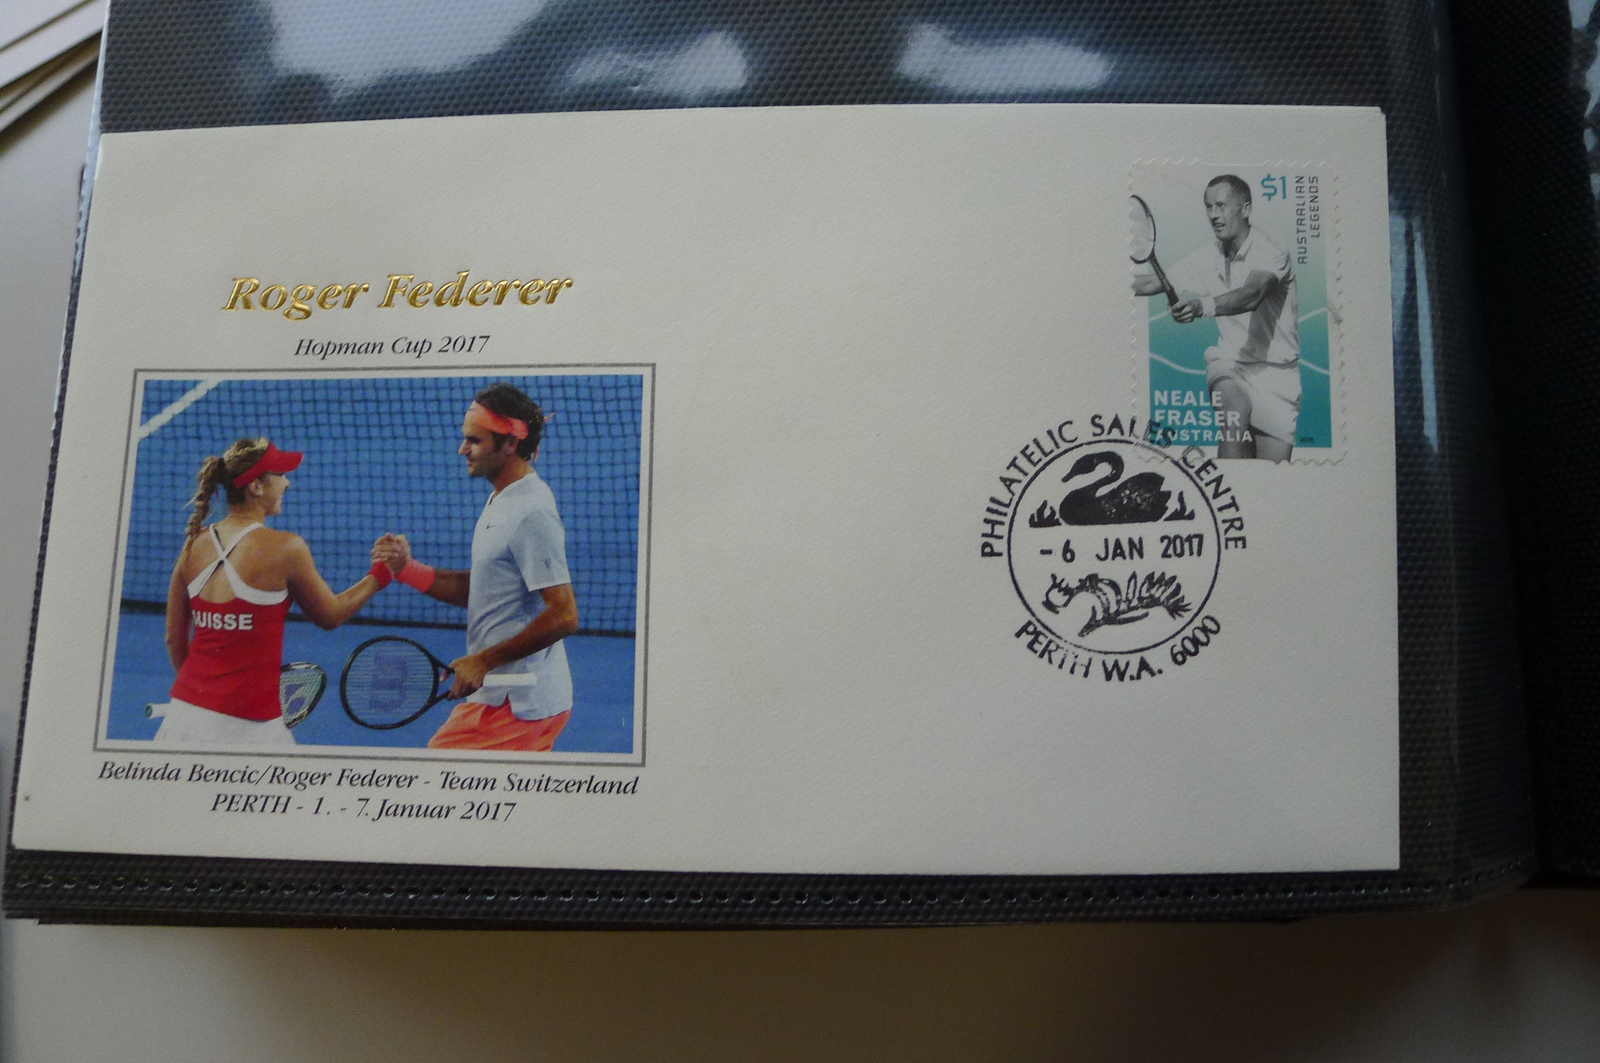 Roger Federer
Hopman Cup 2017
SUISSE
Belinda Bencic/Roger Federer - Team Switzerland
PERTH - 1. - 7. Januar 2017
$1
AUSTRALIAN
LEGENDS
NEALE
FRASER
AUSTRALIA
PHILATELIC SALES CENTRE
- 6 JAN 2017
PERTH W.A. 6000